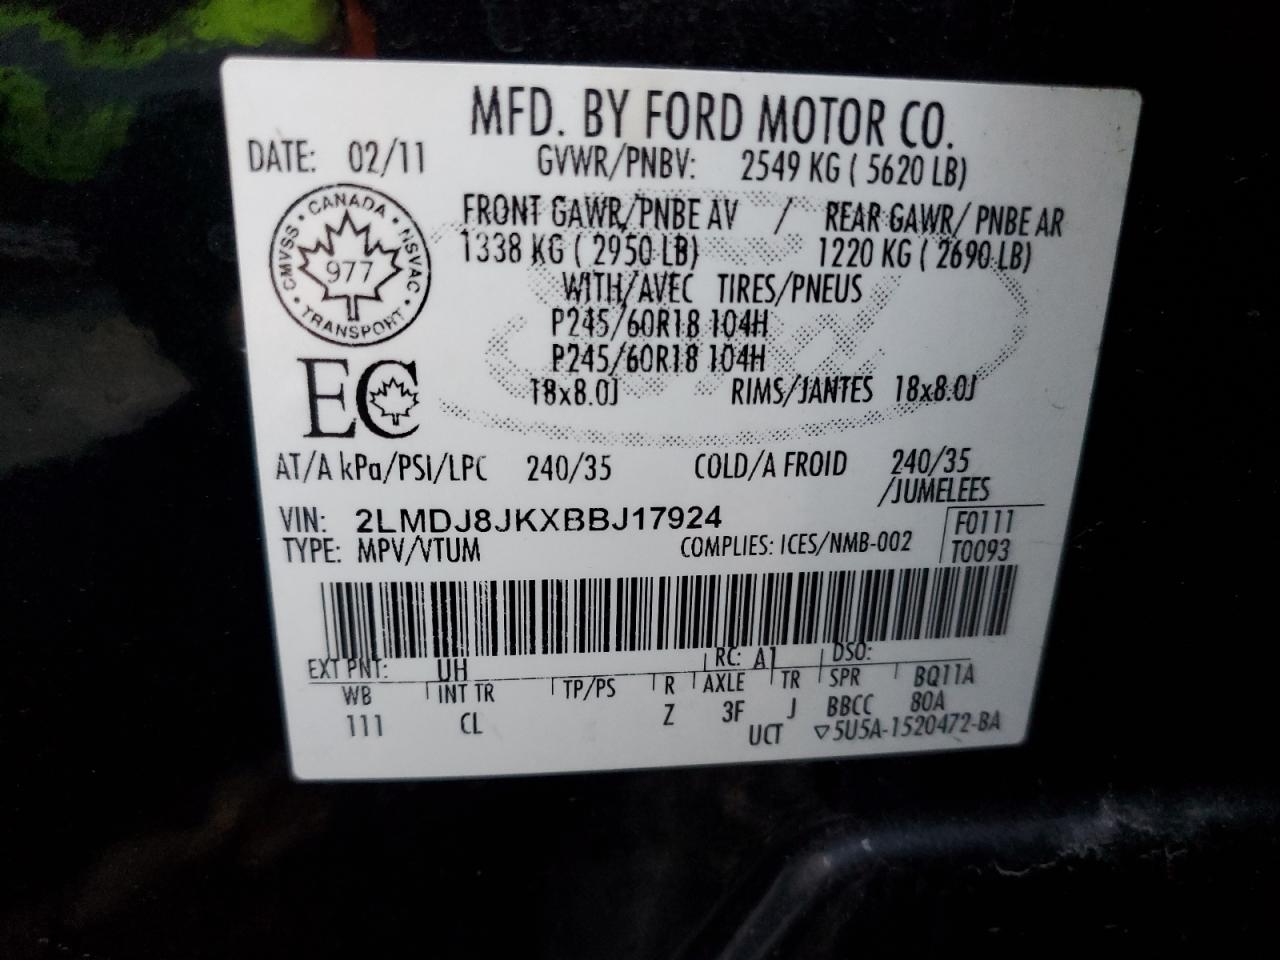 MFD. BY FORD MOTOR CO.
DATE: 02/11 GVWR/PNBV: 2549 KG ( 5620 LB)
FRONT GAWR/PNBE AV / REAR GAWR/ PNBE AR
1338 KG ( 2950 LB) 1220 KG ( 2690 LB)
WITH/AVEC TIRES/PNEUS
P245/60R18 104H
P245/60R18 104H
18x8.0J RIMS/JANTES 18x8.0J
CANADA
CMVSS • NSVAC
977
TRANSPORT
EC
AT/A kPa/PSI/LPC 240/35 COLD/A FROID 240/35
/JUMELEES
VIN: 2LMDJ8JKXBBJ17924 F0111
TYPE: MPV/VTUM COMPLIES: ICES/NMB-002 T0093
EXT PNT: UH RC: A1 DSO:
WB INT TR TP/PS R AXLE TR SPR BQ11A
111 CL Z 3F J BBCC 80A
UCT ▽5U5A-1520472-BA